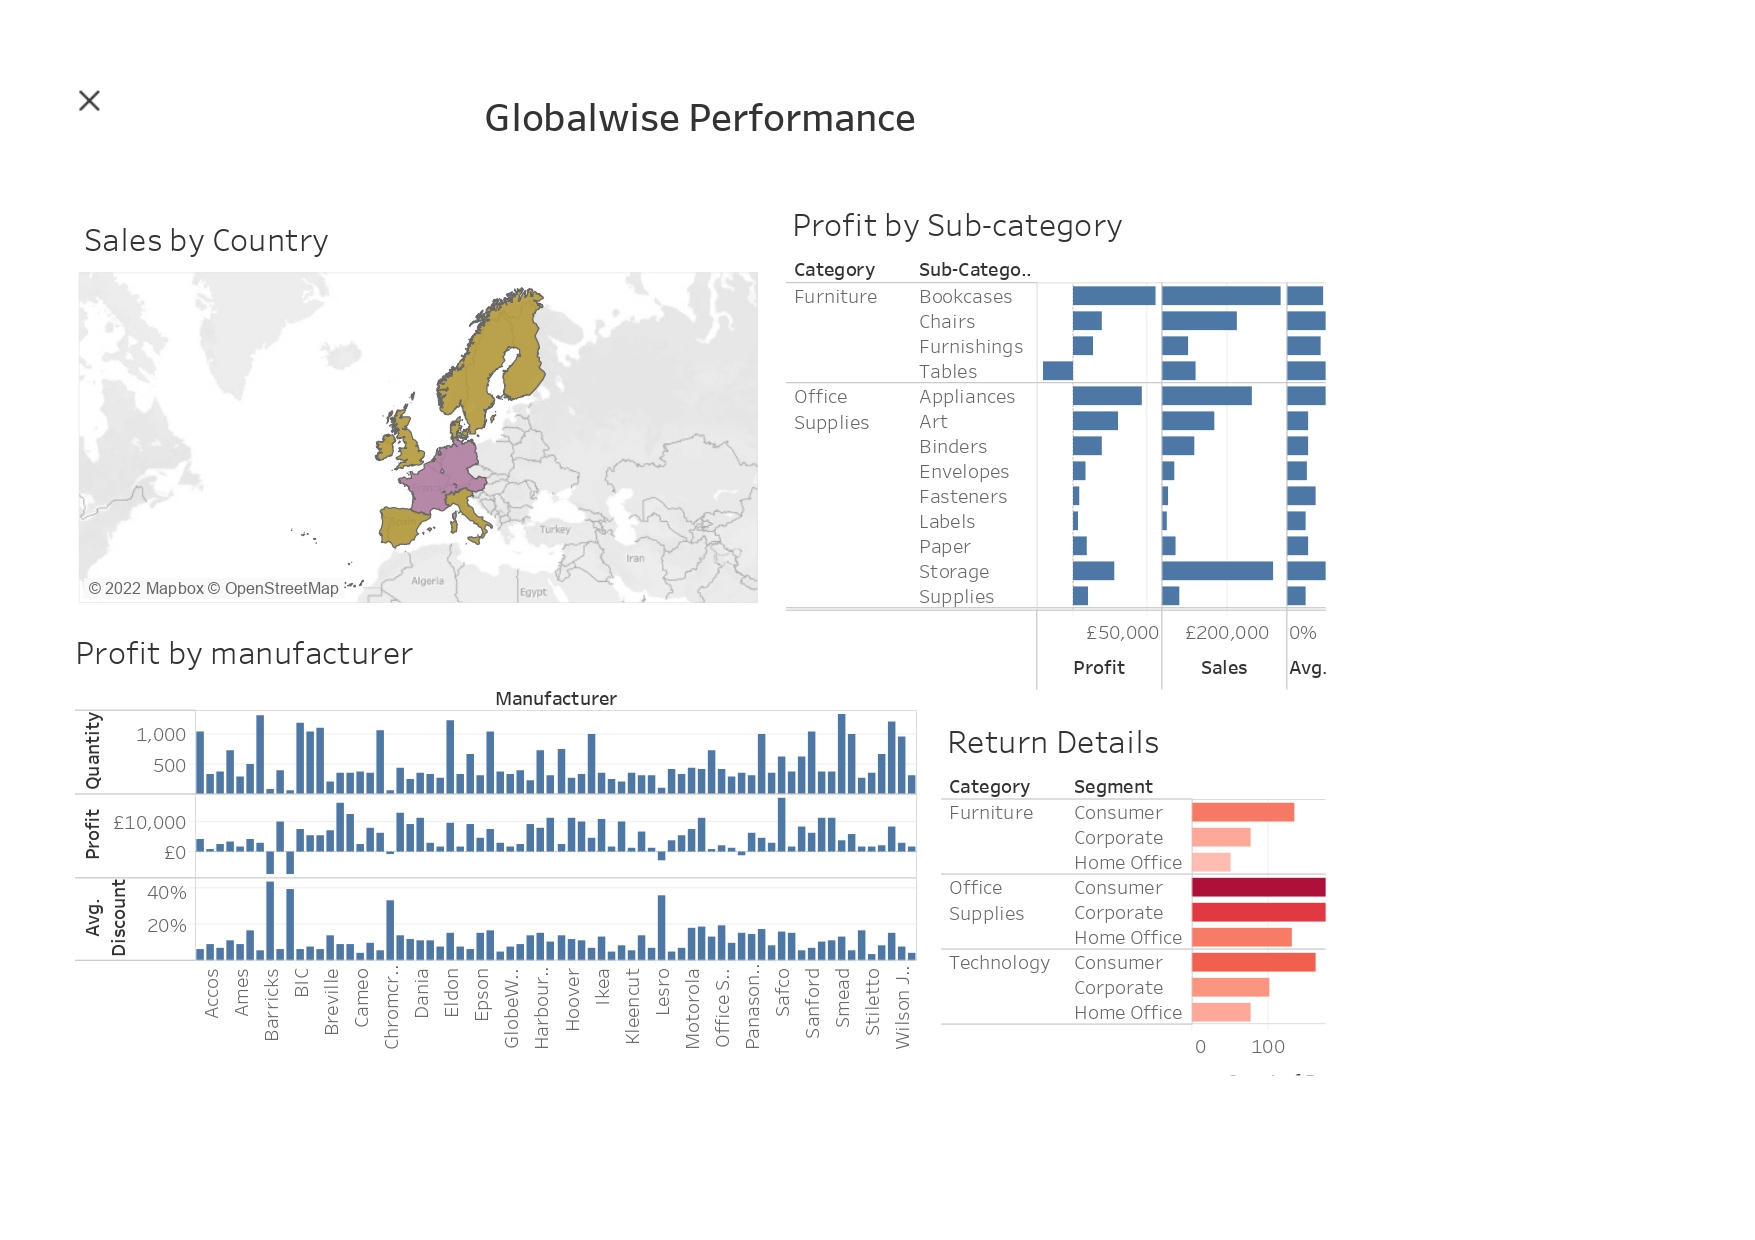 Globalwise Performance
Sales by Country
Turkey
Iran
Algeria
Egypt
Spain
© 2022 Mapbox © OpenStreetMap
Profit by Sub-category
Category Sub-Catego..
Furniture Bookcases
Chairs
Furnishings
Tables
Office Appliances
Supplies Art
Binders
Envelopes
Fasteners
Labels
Paper
Storage
Supplies
£50,000 £200,000 0%
Profit Sales Avg.
Profit by manufacturer
Manufacturer
Quantity
1,000
500
Profit
£10,000
£0
Avg.
Discount
40%
20%
Accos Ames Barricks BIC Breville Cameo Chromcr.. Dania Eldon Epson GlobeW.. Harbour.. Hoover Ikea Kleencut Lesro Motorola Office S.. Panason.. Safco Sanford Smead Stiletto Wilson J..
Return Details
Category Segment
Furniture Consumer
Corporate
Home Office
Office Consumer
Supplies Corporate
Home Office
Technology Consumer
Corporate
Home Office
0 100